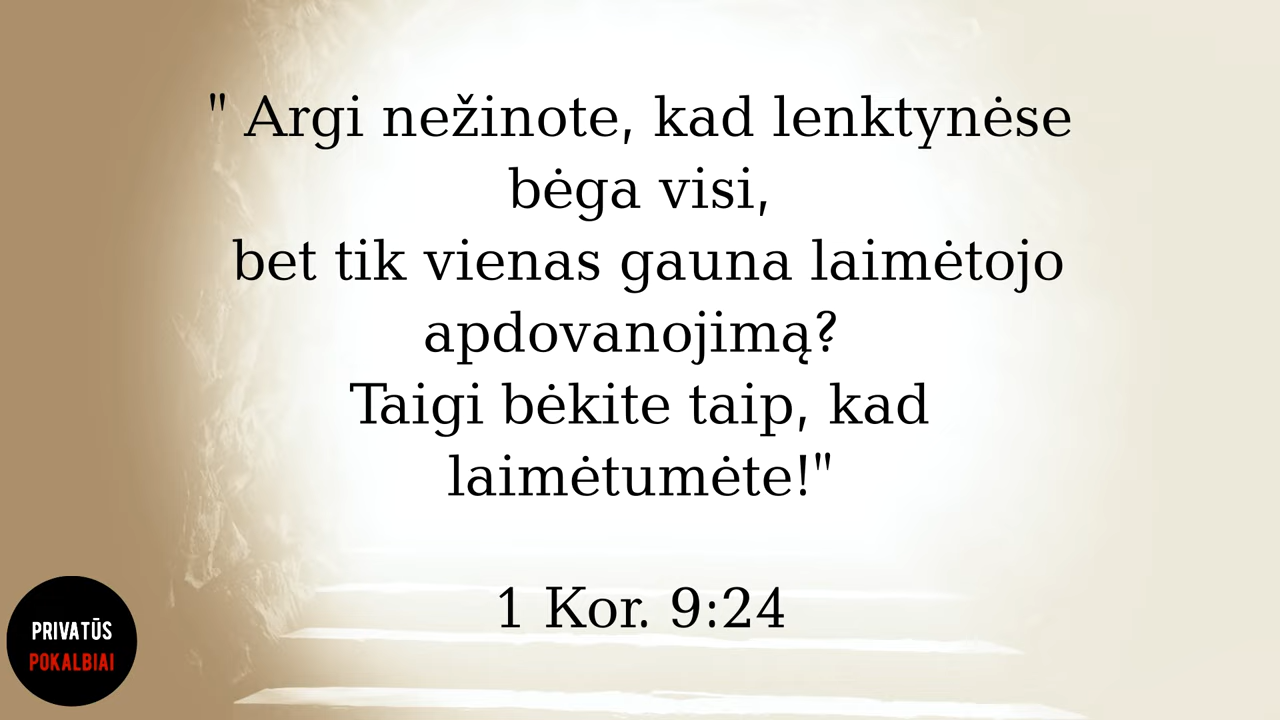 " Argi nežinote, kad lenktynėse
bėga visi,
bet tik vienas gauna laimėtojo
apdovanojimą?
Taigi bėkite taip, kad
laimėtumėte!"
1 Kor. 9:24
PRIVATŪS
POKALBIAI